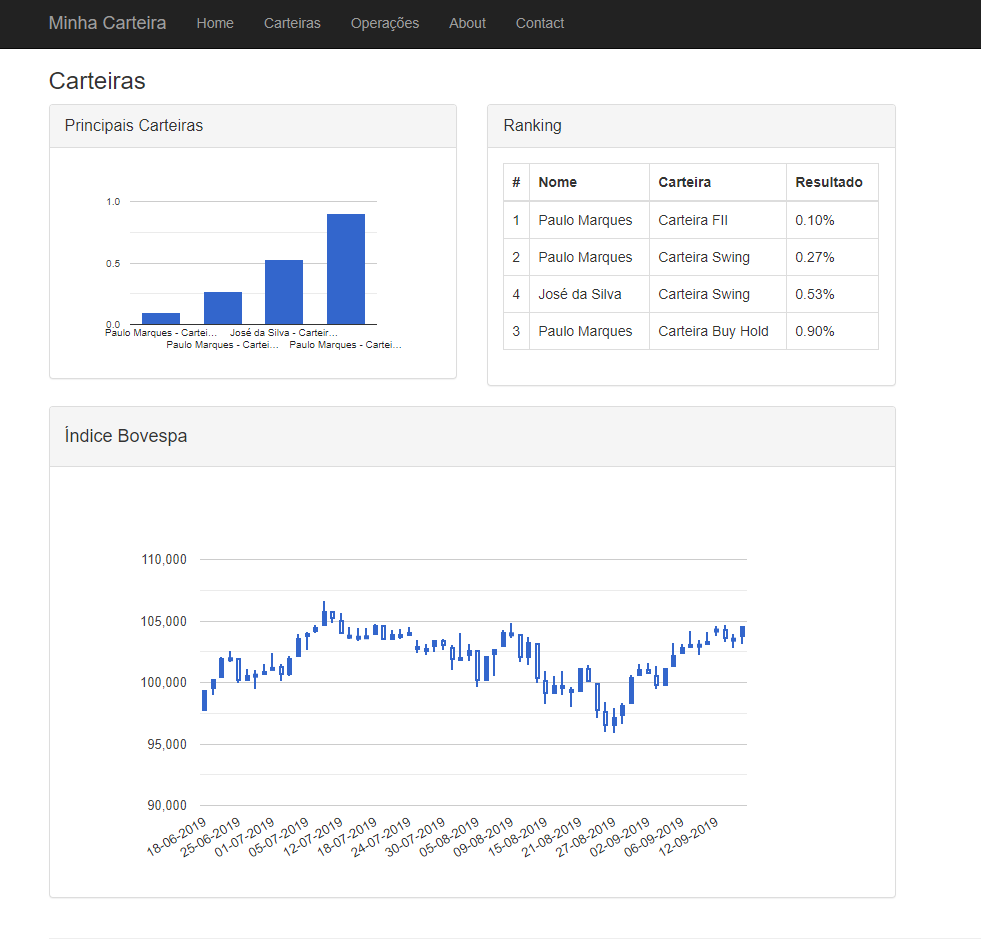 Minha Carteira Home Carteiras Operações About Contact
Carteiras
Principais Carteiras
1.0
0.5
0.0
Paulo Marques - Cartei… José da Silva - Carteir…
Paulo Marques - Cartei… Paulo Marques - Cartei…
Ranking
# Nome Carteira Resultado
1 Paulo Marques Carteira FII 0.10%
2 Paulo Marques Carteira Swing 0.27%
4 José da Silva Carteira Swing 0.53%
3 Paulo Marques Carteira Buy Hold 0.90%
Índice Bovespa
110,000
105,000
100,000
95,000
90,000
18-06-2019 25-06-2019 01-07-2019 05-07-2019 12-07-2019 18-07-2019 24-07-2019 30-07-2019 05-08-2019 09-08-2019 15-08-2019 21-08-2019 27-08-2019 02-09-2019 06-09-2019 12-09-2019